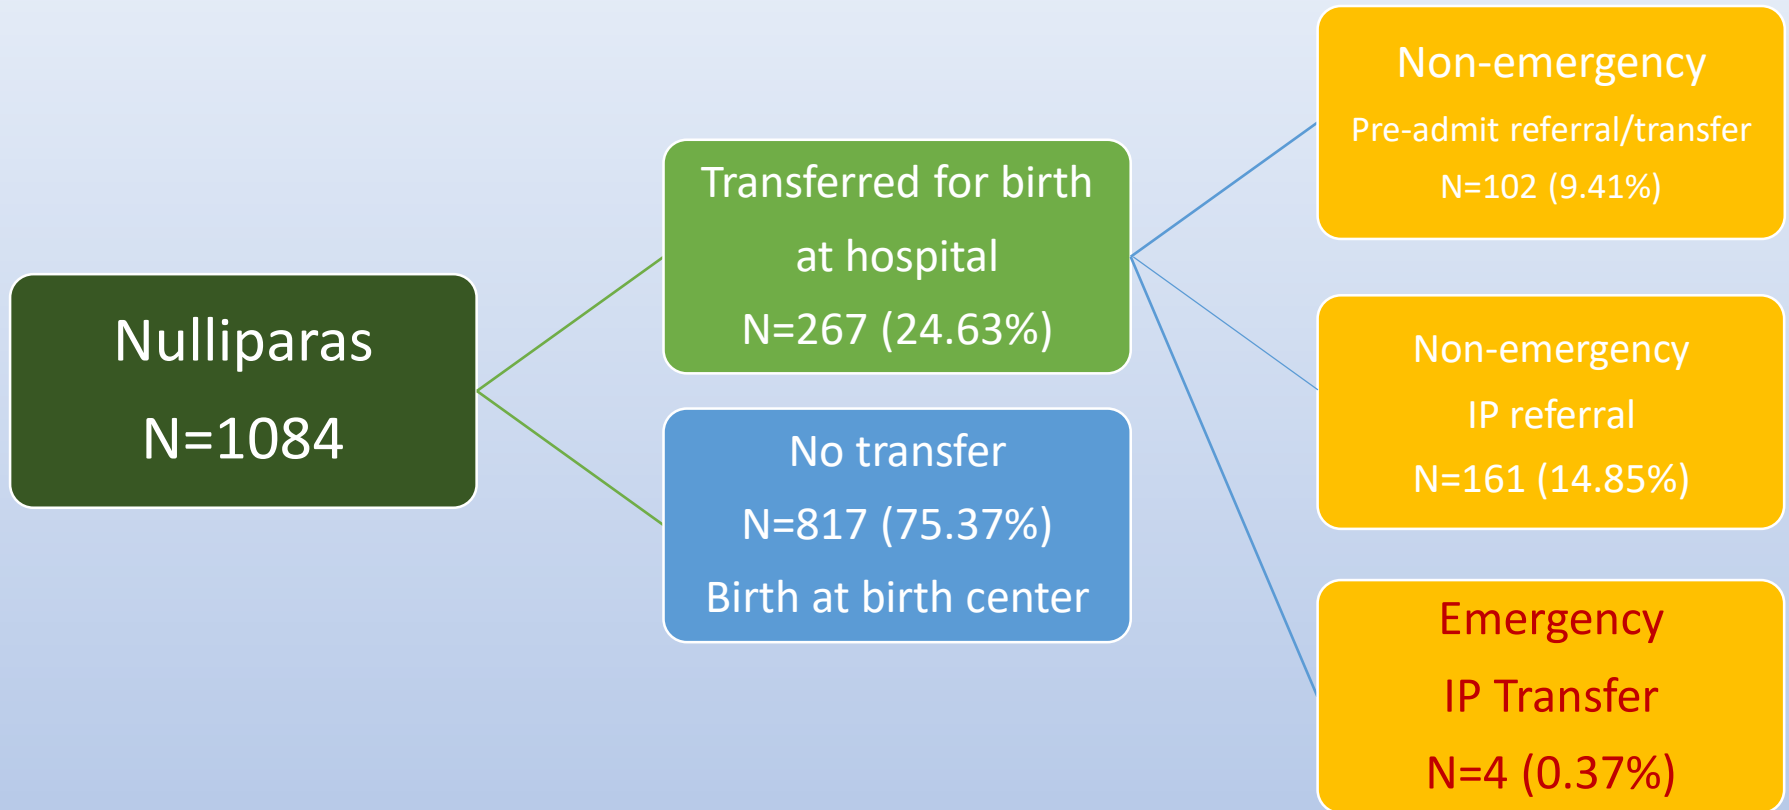 Nulliparas
N=1084
Transferred for birth
at hospital
N=267 (24.63%)
No transfer
N=817 (75.37%)
Birth at birth center
Non-emergency
Pre-admit referral/transfer
N=102 (9.41%)
Non-emergency
IP referral
N=161 (14.85%)
Emergency
IP Transfer
N=4 (0.37%)